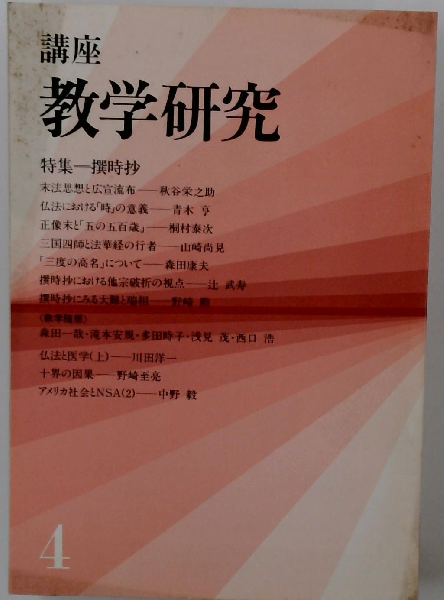 講座
教学研究
特集―撰時抄
末法思想と広宣流布――秋谷栄之助
仏法における「時」の意義――青木 亨
正像末と「五の五百歳」――桐村泰次
三国四師と法華経の行者――山崎尚見
「三度の高名」について――森田康夫
撰時抄における他宗破折の視点――辻 武寿
撰時抄にみる大難と瑞相――野崎 勲
〈教学随想〉
森田一哉・滝本安規・多田時子・浅見 茂・西口 浩
仏法と医学(上)――川田洋一
十界の因果――野崎至亮
アメリカ社会とNSA(2)――中野 毅
4